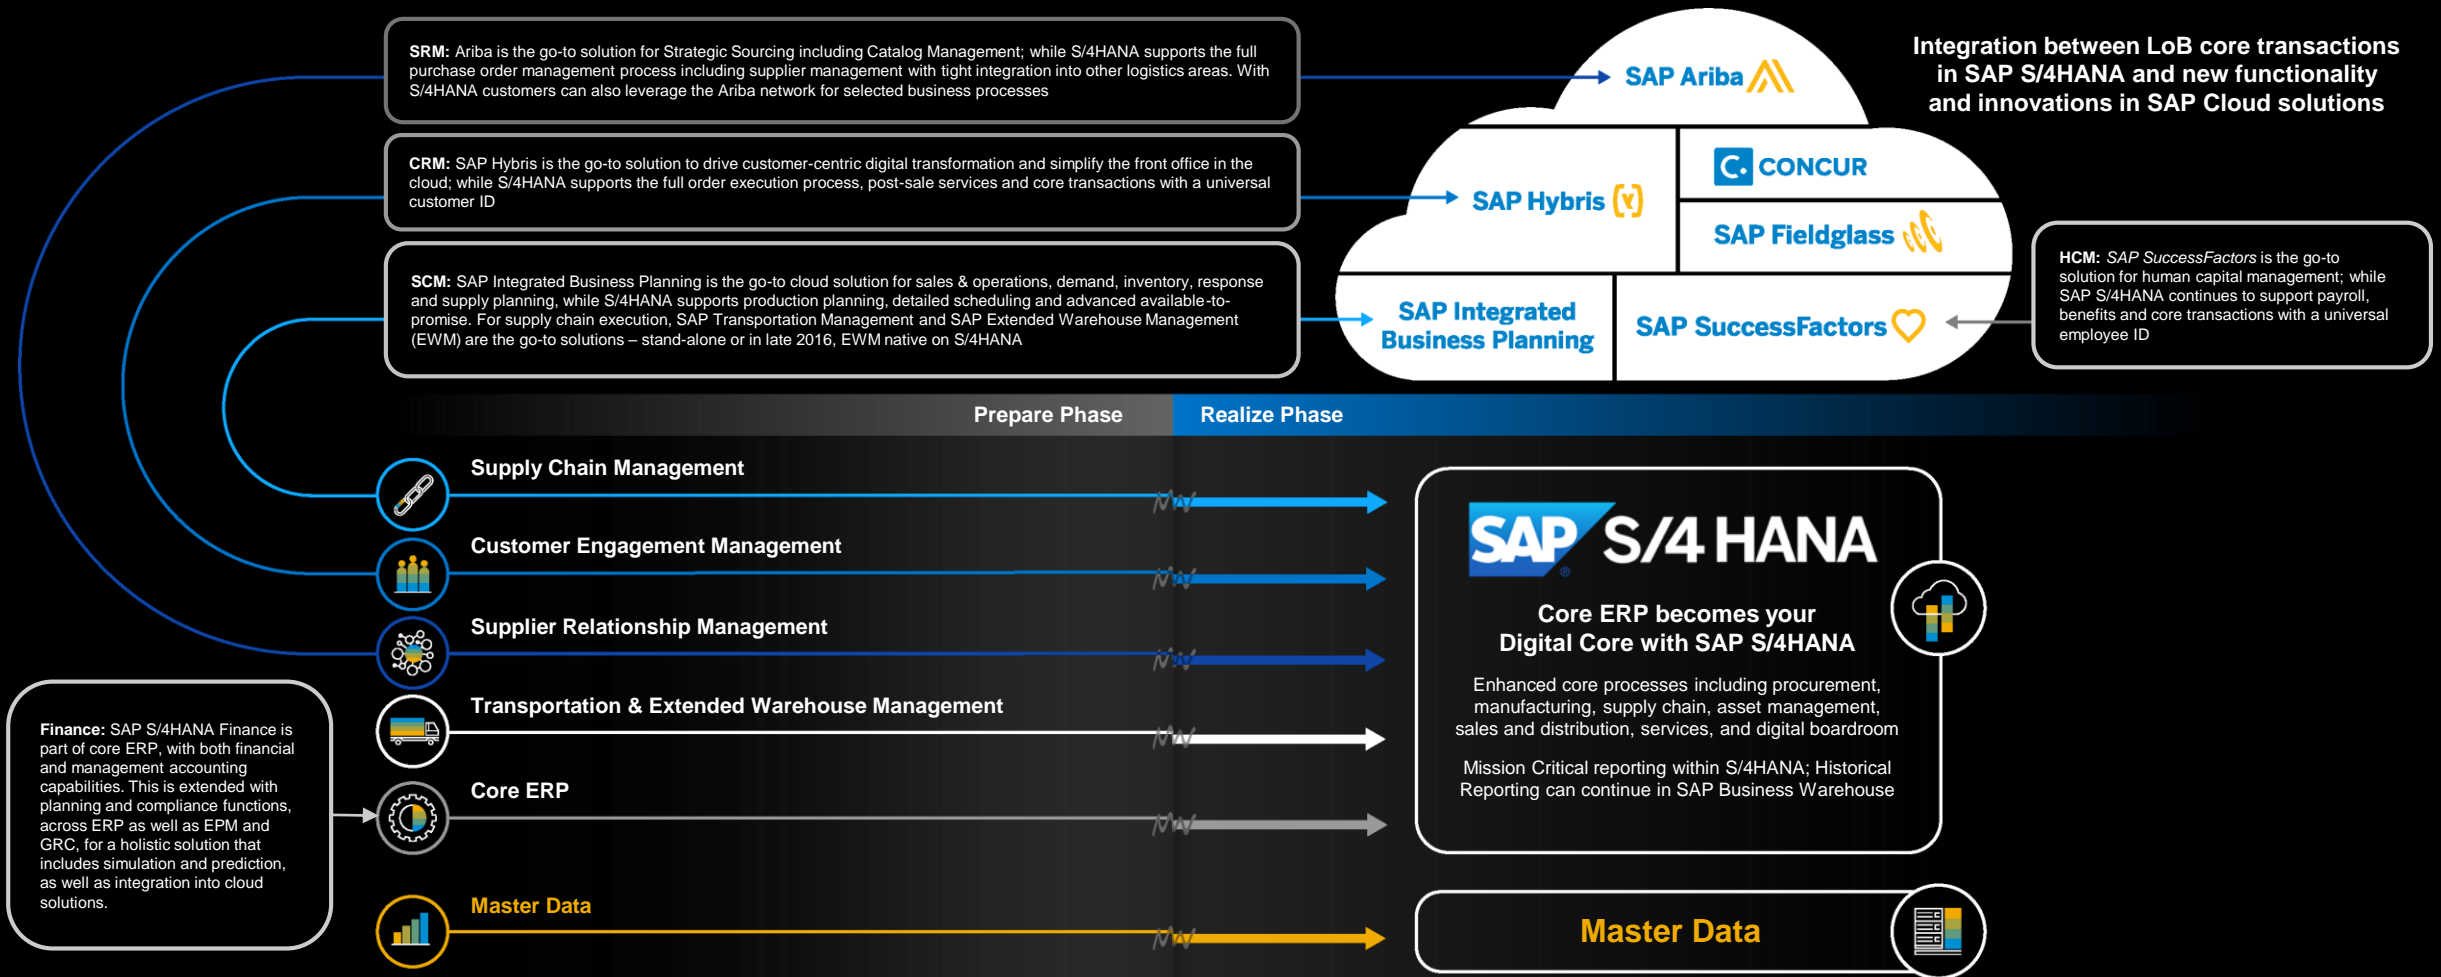 SRM: Ariba is the go-to solution for Strategic Sourcing including Catalog Management; while S/4HANA supports the full
purchase order management process including supplier management with tight integration into other logistics areas. With
S/4HANA customers can also leverage the Ariba network for selected business processes
CRM: SAP Hybris is the go-to solution to drive customer-centric digital transformation and simplify the front office in the
cloud; while S/4HANA supports the full order execution process, post-sale services and core transactions with a universal
customer ID
SCM: SAP Integrated Business Planning is the go-to cloud solution for sales & operations, demand, inventory, response
and supply planning, while S/4HANA supports production planning, detailed scheduling and advanced available-to-
promise. For supply chain execution, SAP Transportation Management and SAP Extended Warehouse Management
(EWM) are the go-to solutions – stand-alone or in late 2016, EWM native on S/4HANA
SAP Ariba
CONCUR
SAP Hybris
SAP Fieldglass
SAP Integrated
Business Planning
SAP SuccessFactors
Integration between LoB core transactions
in SAP S/4HANA and new functionality
and innovations in SAP Cloud solutions
HCM: SAP SuccessFactors is the go-to
solution for human capital management; while
SAP S/4HANA continues to support payroll,
benefits and core transactions with a universal
employee ID
Prepare Phase
Realize Phase
Supply Chain Management
Customer Engagement Management
Supplier Relationship Management
Transportation & Extended Warehouse Management
Core ERP
Master Data
Finance: SAP S/4HANA Finance is
part of core ERP, with both financial
and management accounting
capabilities. This is extended with
planning and compliance functions,
across ERP as well as EPM and
GRC, for a holistic solution that
includes simulation and prediction,
as well as integration into cloud
solutions.
SAP® S/4 HANA
Core ERP becomes your
Digital Core with SAP S/4HANA
Enhanced core processes including procurement,
manufacturing, supply chain, asset management,
sales and distribution, services, and digital boardroom
Mission Critical reporting within S/4HANA; Historical
Reporting can continue in SAP Business Warehouse
Master Data